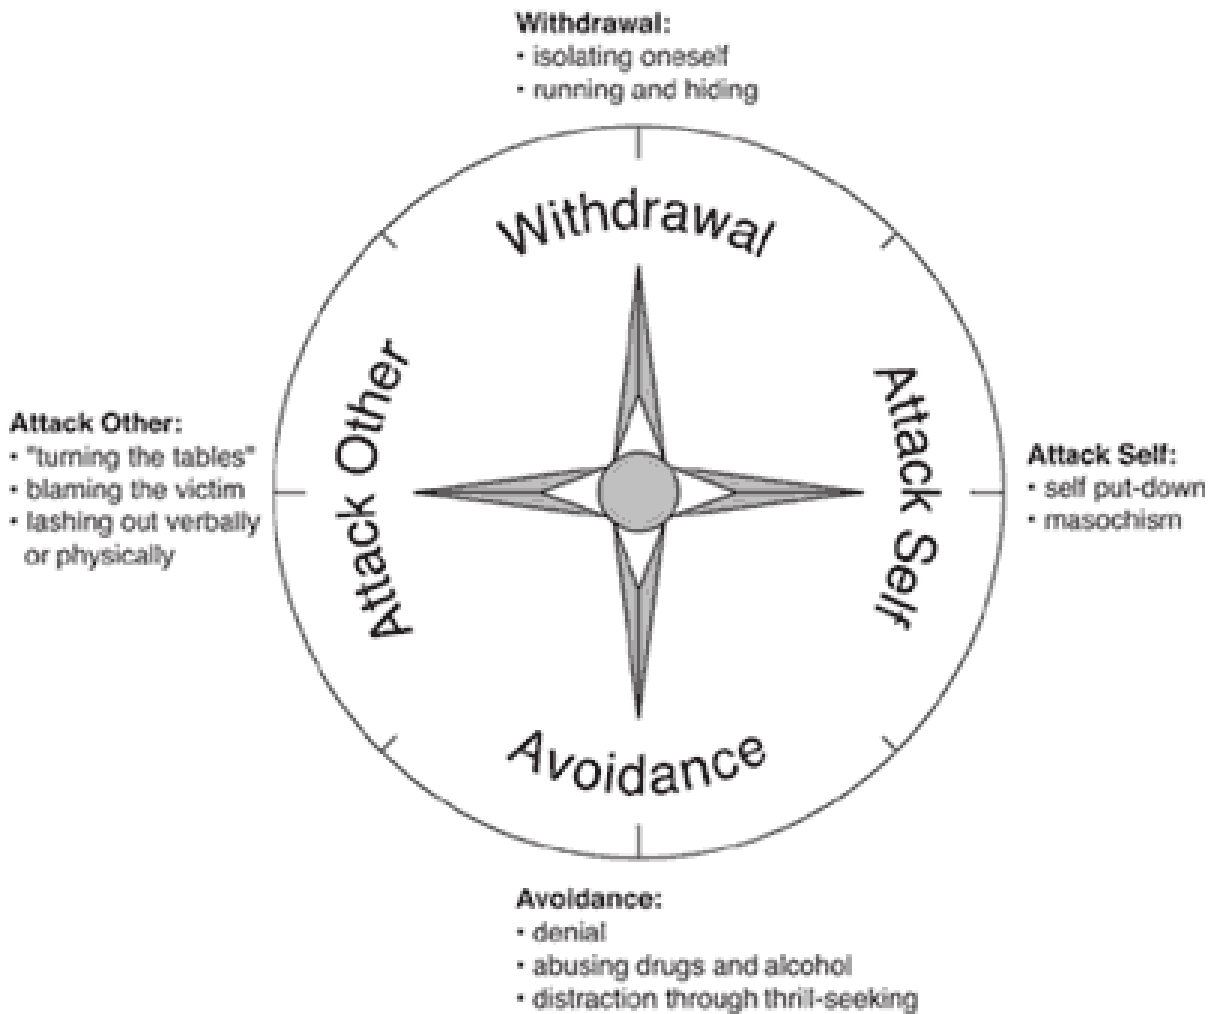 Withdrawal:
• isolating oneself
• running and hiding
Withdrawal
Attack Other
Attack Other:
• "turning the tables"
• blaming the victim
• lashing out verbally
or physically
Attack Self
Attack Self:
• self put-down
• masochism
Avoidance
Avoidance:
• denial
• abusing drugs and alcohol
• distraction through thrill-seeking